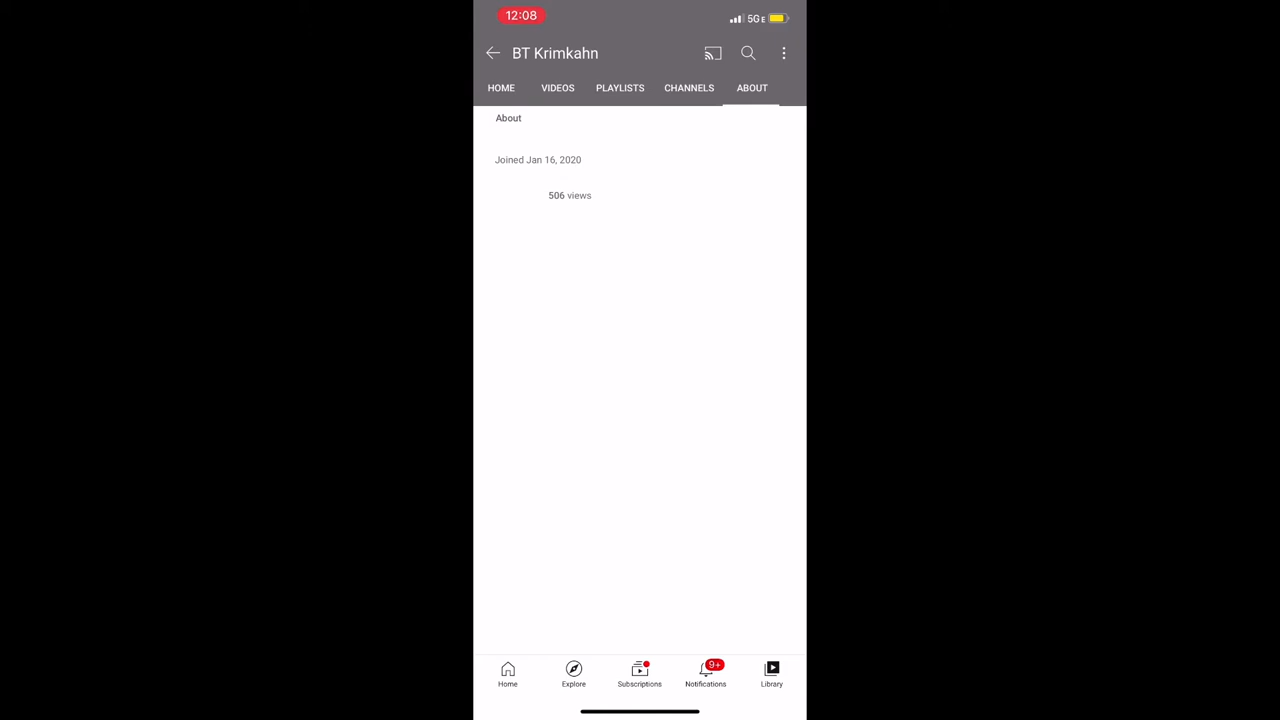 12:08 5GE
BT Krimkahn
HOME VIDEOS PLAYLISTS CHANNELS ABOUT
About
Joined Jan 16, 2020
506 views
9+
Home Explore Subscriptions Notifications Library